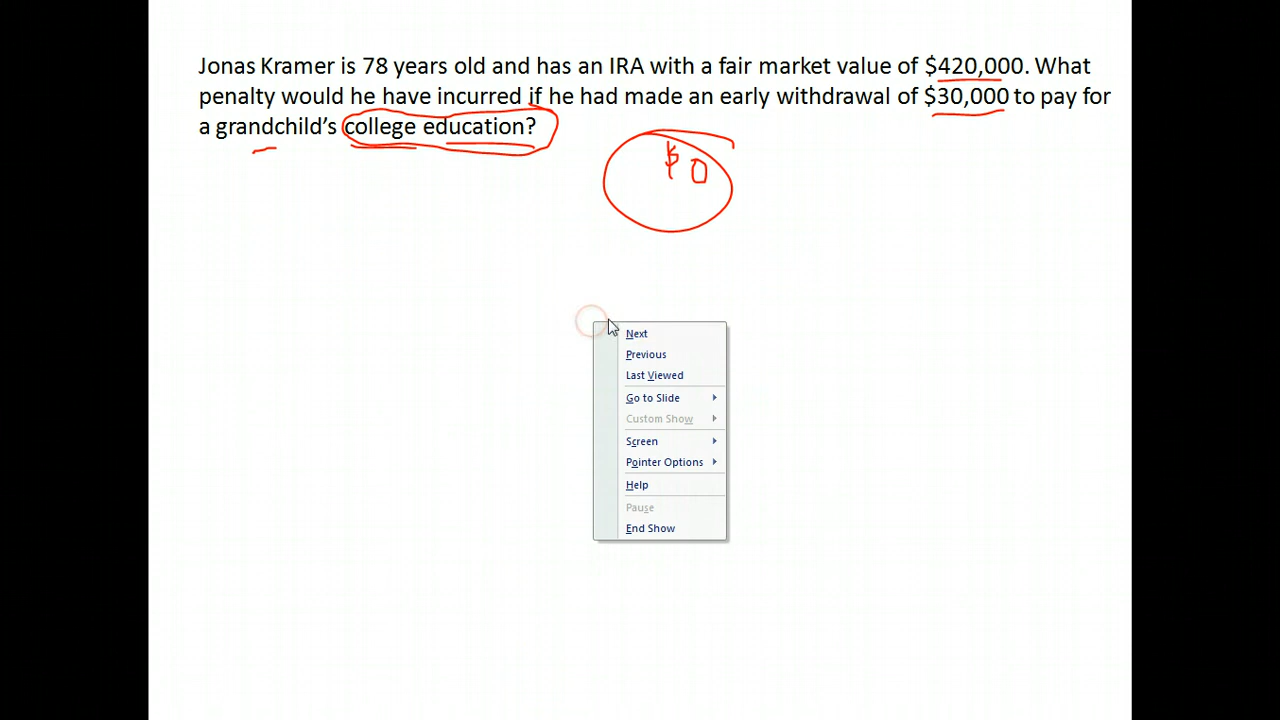 Jonas Kramer is 78 years old and has an IRA with a fair market value of $420,000. What
penalty would he have incurred if he had made an early withdrawal of $30,000 to pay for
a grandchild’s college education?
$0
Next
Previous
Last Viewed
Go to Slide
Custom Show
Screen
Pointer Options
Help
Pause
End Show